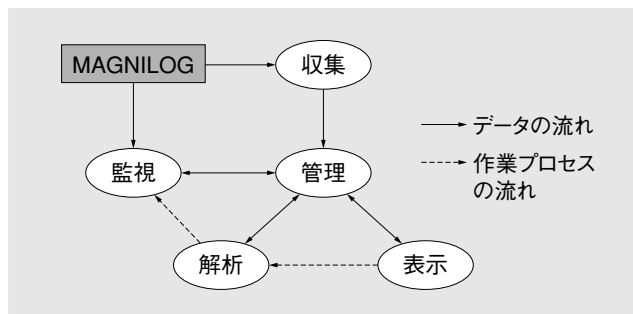 MAGNILOG
収集
データの流れ
作業プロセス
の流れ
監視
管理
解析
表示